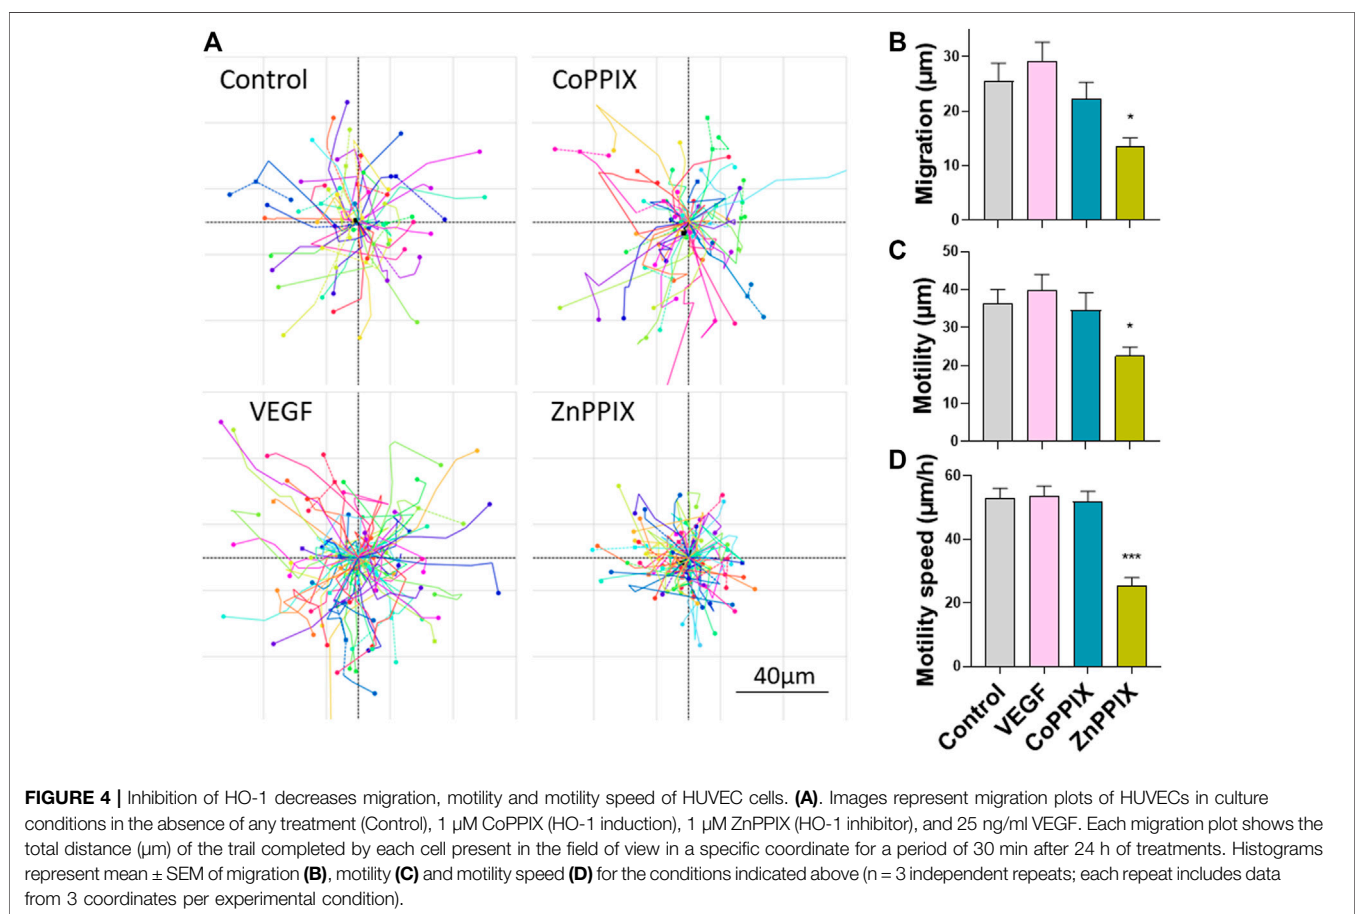 A
Control
CoPPIX
VEGF
ZnPPIX
40μm
B
Migration (μm)
30
20
10
0
*
C
Motility (μm)
50
40
30
20
10
0
*
D
Motility speed (μm/h)
60
40
20
0
***
Control
VEGF
CoPPIX
ZnPPIX
FIGURE 4 | Inhibition of HO-1 decreases migration, motility and motility speed of HUVEC cells. (A). Images represent migration plots of HUVECs in culture
conditions in the absence of any treatment (Control), 1 μM CoPPIX (HO-1 induction), 1 μM ZnPPIX (HO-1 inhibitor), and 25 ng/ml VEGF. Each migration plot shows the
total distance (μm) of the trail completed by each cell present in the field of view in a specific coordinate for a period of 30 min after 24 h of treatments. Histograms
represent mean ± SEM of migration (B), motility (C) and motility speed (D) for the conditions indicated above (n = 3 independent repeats; each repeat includes data
from 3 coordinates per experimental condition).